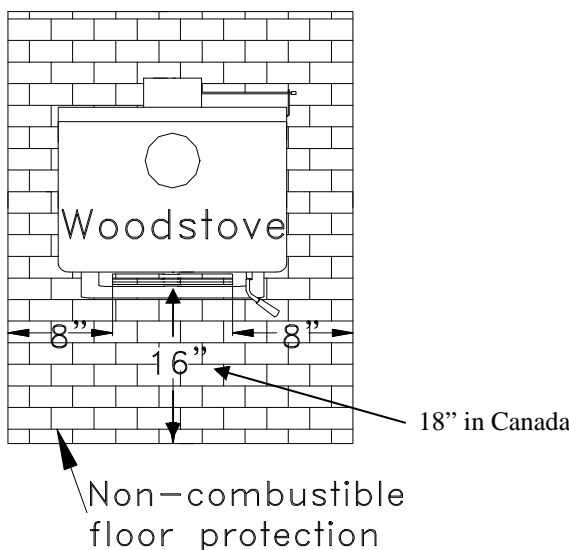 Woodstove
8” 8”
16”
18” in Canada
Non-combustible
floor protection